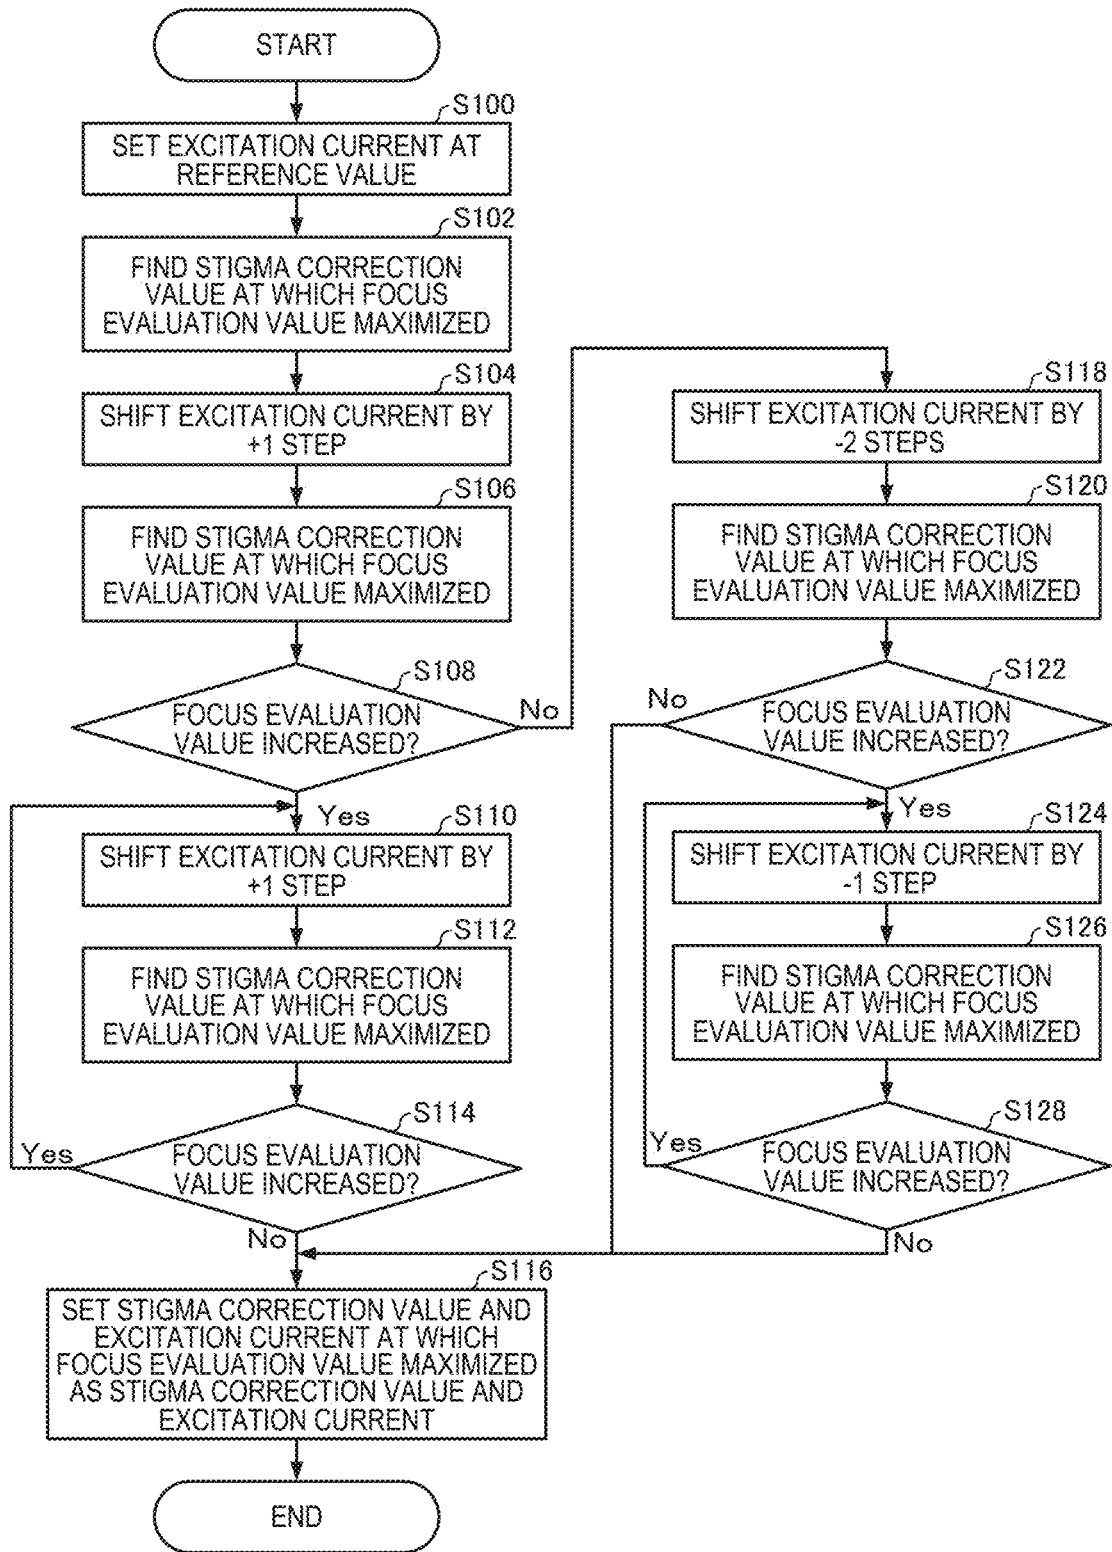 START
S100
SET EXCITATION CURRENT AT
REFERENCE VALUE
S102
FIND STIGMA CORRECTION
VALUE AT WHICH FOCUS
EVALUATION VALUE MAXIMIZED
S104
SHIFT EXCITATION CURRENT BY
+1 STEP
S106
FIND STIGMA CORRECTION
VALUE AT WHICH FOCUS
EVALUATION VALUE MAXIMIZED
S108
FOCUS EVALUATION
VALUE INCREASED?
No
Yes
S110
SHIFT EXCITATION CURRENT BY
+1 STEP
S112
FIND STIGMA CORRECTION
VALUE AT WHICH FOCUS
EVALUATION VALUE MAXIMIZED
S114
Yes
FOCUS EVALUATION
VALUE INCREASED?
No
S116
SET STIGMA CORRECTION VALUE AND
EXCITATION CURRENT AT WHICH
FOCUS EVALUATION VALUE MAXIMIZED
AS STIGMA CORRECTION VALUE AND
EXCITATION CURRENT
END
S118
SHIFT EXCITATION CURRENT BY
-2 STEPS
S120
FIND STIGMA CORRECTION
VALUE AT WHICH FOCUS
EVALUATION VALUE MAXIMIZED
S122
No
FOCUS EVALUATION
VALUE INCREASED?
Yes
S124
SHIFT EXCITATION CURRENT BY
-1 STEP
S126
FIND STIGMA CORRECTION
VALUE AT WHICH FOCUS
EVALUATION VALUE MAXIMIZED
S128
Yes
FOCUS EVALUATION
VALUE INCREASED?
No